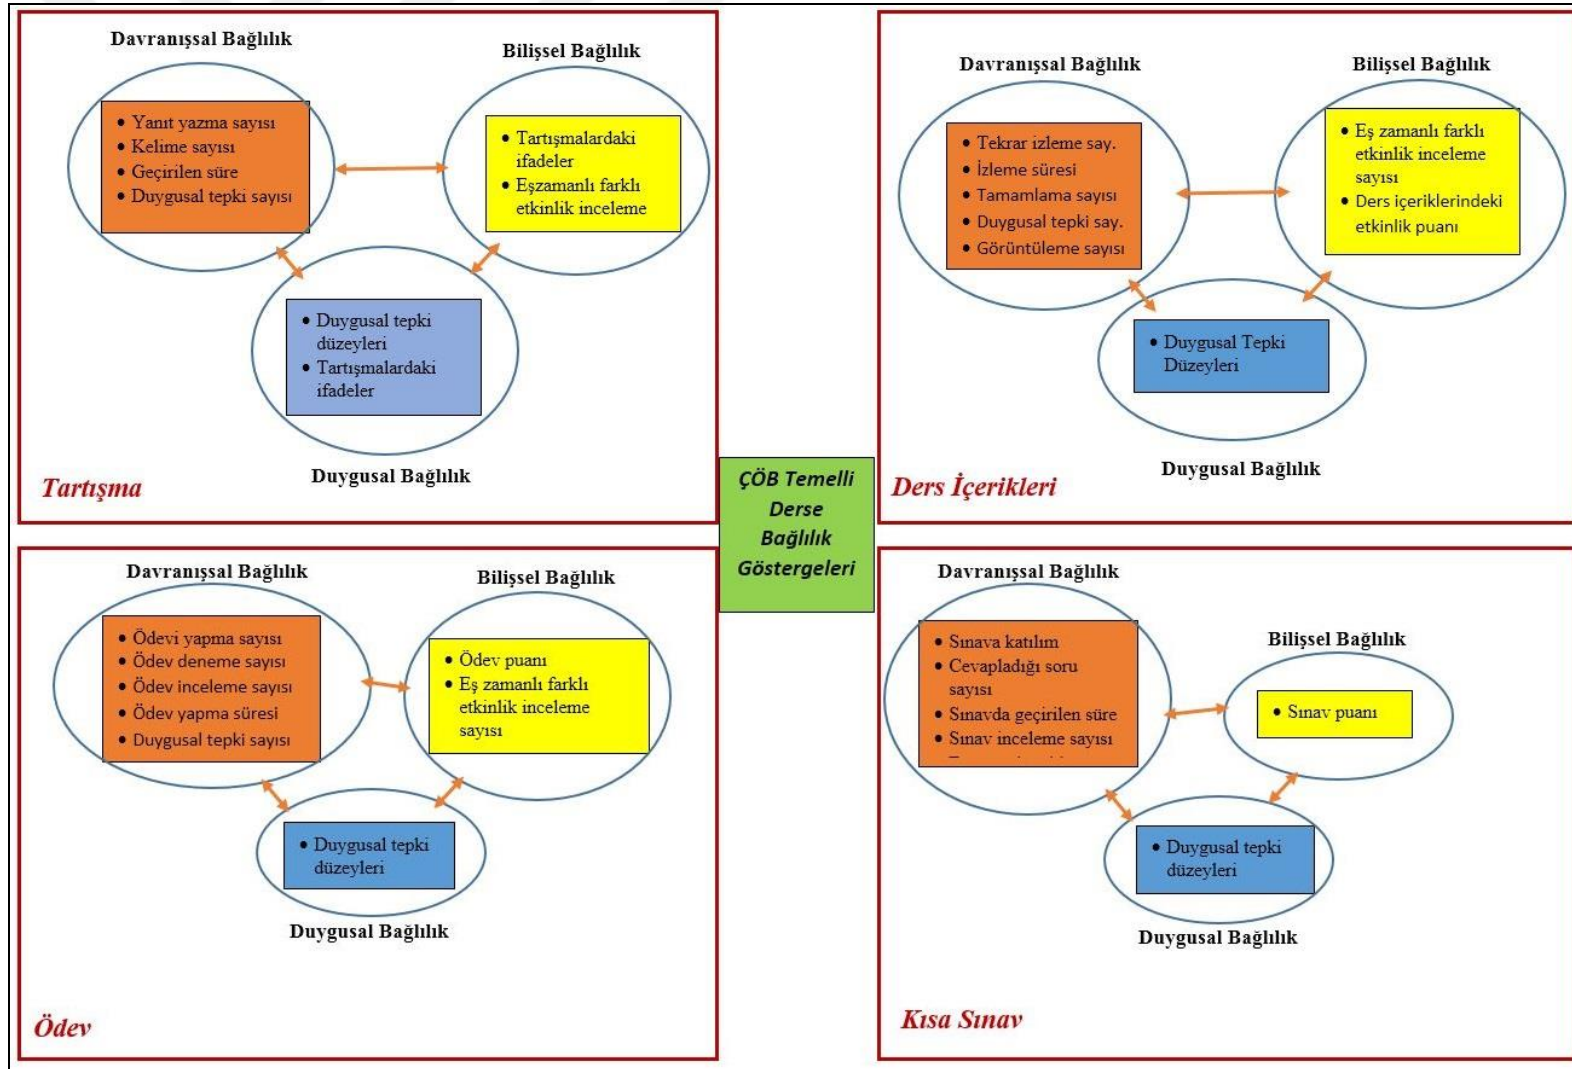 Davranışsal Bağlılık
Bilişsel Bağlılık
• Yanıt yazma sayısı
• Kelime sayısı
• Geçirilen süre
• Duygusal tepki sayısı
• Tartışmalardaki
ifadeler
• Eşzamanlı farklı
etkinlik inceleme
• Duygusal tepki
düzeyleri
• Tartışmalardaki
ifadeler
Duygusal Bağlılık
Tartışma
Davranışsal Bağlılık
Bilişsel Bağlılık
• Tekrar izleme say.
• İzleme süresi
• Tamamlama sayısı
• Duygusal tepki say.
• Görüntüleme sayısı
• Eş zamanlı farklı
etkinlik inceleme
sayısı
• Ders içeriklerindeki
etkinlik puanı
• Duygusal Tepki
Düzeyleri
Duygusal Bağlılık
Ders İçerikleri
ÇÖB Temelli
Derse
Bağlılık
Göstergeleri
Davranışsal Bağlılık
Bilişsel Bağlılık
• Ödevi yapma sayısı
• Ödev deneme sayısı
• Ödev inceleme sayısı
• Ödev yapma süresi
• Duygusal tepki sayısı
• Ödev puanı
• Eş zamanlı farklı
etkinlik inceleme
sayısı
• Duygusal tepki
düzeyleri
Duygusal Bağlılık
Ödev
Davranışsal Bağlılık
Bilişsel Bağlılık
• Sınava katılım
• Cevapladığı soru
sayısı
• Sınavda geçirilen süre
• Sınav inceleme sayısı
• Sınav puanı
• Duygusal tepki
düzeyleri
Duygusal Bağlılık
Kısa Sınav